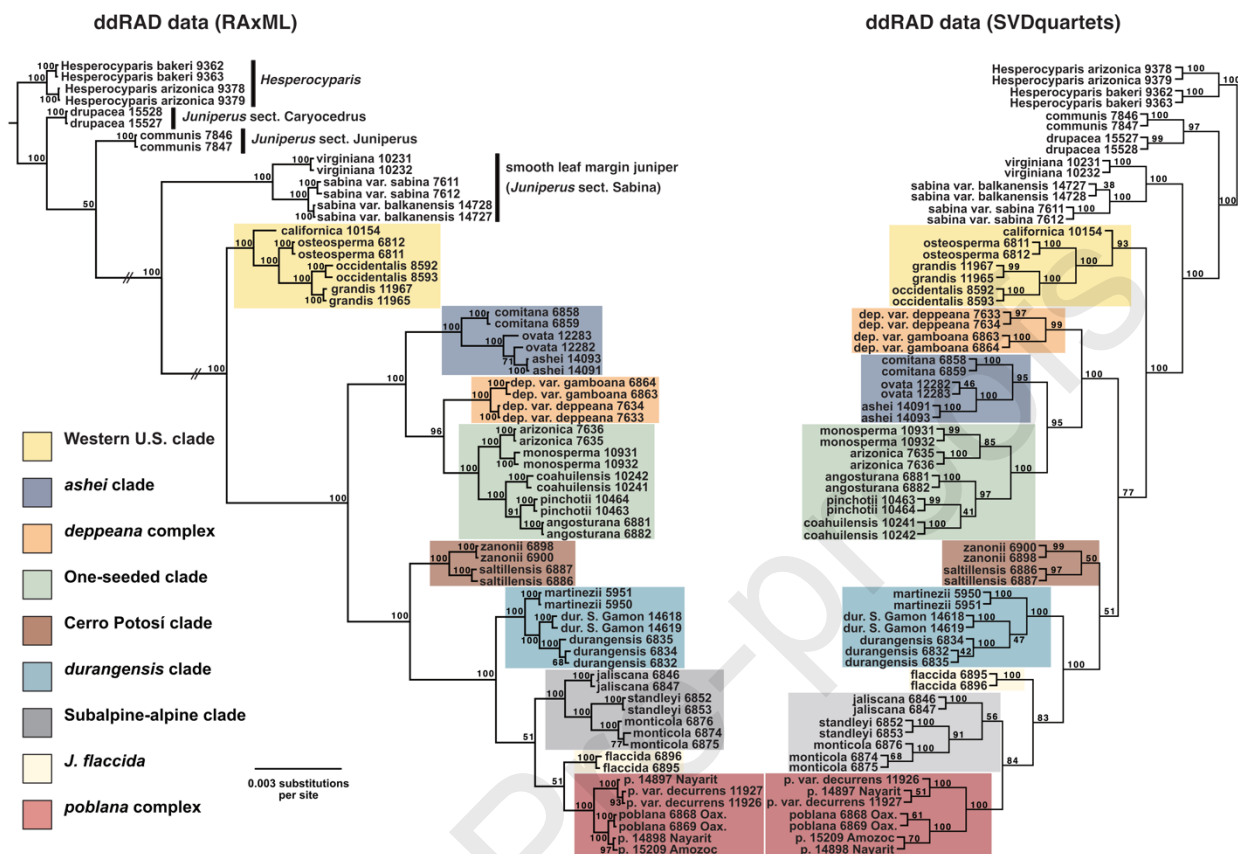 ddRAD data (RAxML)
Hesperocyparis bakeri 9362
Hesperocyparis bakeri 9363
Hesperocyparis arizonica 9378
Hesperocyparis arizonica 9379
Hesperocyparis
drupacea 15528
drupacea 15527
Juniperus sect. Caryocedrus
communis 7846
communis 7847
Juniperus sect. Juniperus
virginiana 10231
virginiana 10232
sabina var. sabina 7611
sabina var. sabina 7612
sabina var. balkanensis 14728
sabina var. balkanensis 14727
smooth leaf margin juniper
(Juniperus sect. Sabina)
californica 10154
osteosperma 6812
osteosperma 6811
occidentalis 8592
occidentalis 8593
grandis 11967
grandis 11965
comitana 6858
comitana 6859
ovata 12283
ovata 12282
ashei 14093
ashei 14091
dep. var. gamboana 6864
dep. var. gamboana 6863
dep. var. deppeana 7634
dep. var. deppeana 7633
arizonica 7636
arizonica 7635
monosperma 10931
monosperma 10932
coahuilensis 10242
coahuilensis 10241
pinchotii 10464
pinchotii 10463
angosturana 6881
angosturana 6882
zanonii 6898
zanonii 6900
saltillensis 6887
saltillensis 6886
martinezii 5951
martinezii 5950
dur. S. Gamon 14618
dur. S. Gamon 14619
durangensis 6835
durangensis 6834
durangensis 6832
jaliscana 6846
jaliscana 6847
standleyi 6852
standleyi 6853
monticola 6876
monticola 6874
monticola 6875
flaccida 6896
flaccida 6895
p. 14897 Nayarit
p. var. decurrens 11927
p. var. decurrens 11926
poblana 6868 Oax.
poblana 6869 Oax.
p. 14898 Nayarit
p. 15209 Amozoc
Western U.S. clade
ashei clade
deppeana complex
One-seeded clade
Cerro Potosí clade
durangensis clade
Subalpine-alpine clade
J. flaccida
poblana complex
0.003 substitutions
per site
ddRAD data (SVDquartets)
Hesperocyparis arizonica 9378
Hesperocyparis arizonica 9379
Hesperocyparis bakeri 9362
Hesperocyparis bakeri 9363
communis 7846
communis 7847
drupacea 15527
drupacea 15528
virginiana 10231
virginiana 10232
sabina var. balkanensis 14727
sabina var. balkanensis 14728
sabina var. sabina 7611
sabina var. sabina 7612
californica 10154
osteosperma 6811
osteosperma 6812
grandis 11967
grandis 11965
occidentalis 8592
occidentalis 8593
dep. var. deppeana 7633
dep. var. deppeana 7634
dep. var. gamboana 6863
dep. var. gamboana 6864
comitana 6858
comitana 6859
ovata 12282
ovata 12283
ashei 14091
ashei 14093
monosperma 10931
monosperma 10932
arizonica 7635
arizonica 7636
angosturana 6881
angosturana 6882
pinchotii 10463
pinchotii 10464
coahuilensis 10241
coahuilensis 10242
zanonii 6900
zanonii 6898
saltillensis 6886
saltillensis 6887
martinezii 5950
martinezii 5951
dur. S. Gamon 14618
dur. S. Gamon 14619
durangensis 6834
durangensis 6832
durangensis 6835
flaccida 6895
flaccida 6896
jaliscana 6846
jaliscana 6847
standleyi 6852
standleyi 6853
monticola 6876
monticola 6874
monticola 6875
p. var. decurrens 11926
p. 14897 Nayarit
p. var. decurrens 11927
poblana 6868 Oax.
poblana 6869 Oax.
p. 15209 Amozoc
p. 14898 Nayarit